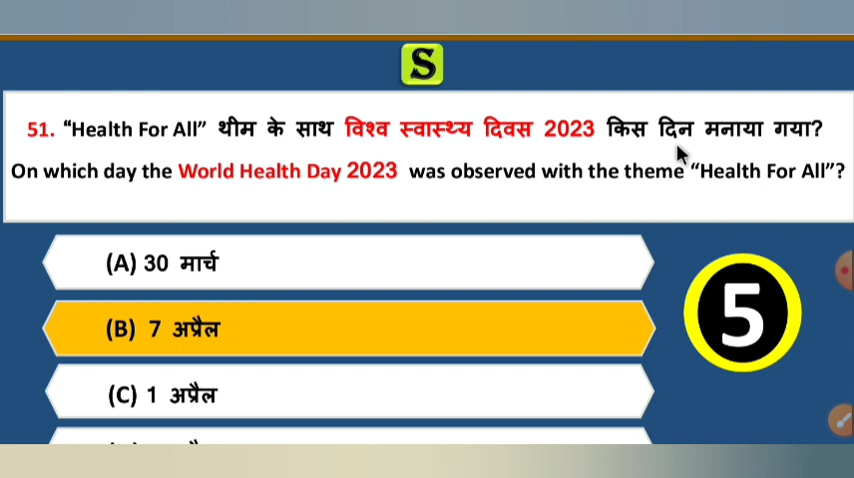 S
51. “Health For All” थीम के साथ विश्व स्वास्थ्य दिवस 2023 किस दिन मनाया गया?
On which day the World Health Day 2023 was observed with the theme “Health For All”?
(A) 30 मार्च
(B) 7 अप्रैल
5
(C) 1 अप्रैल